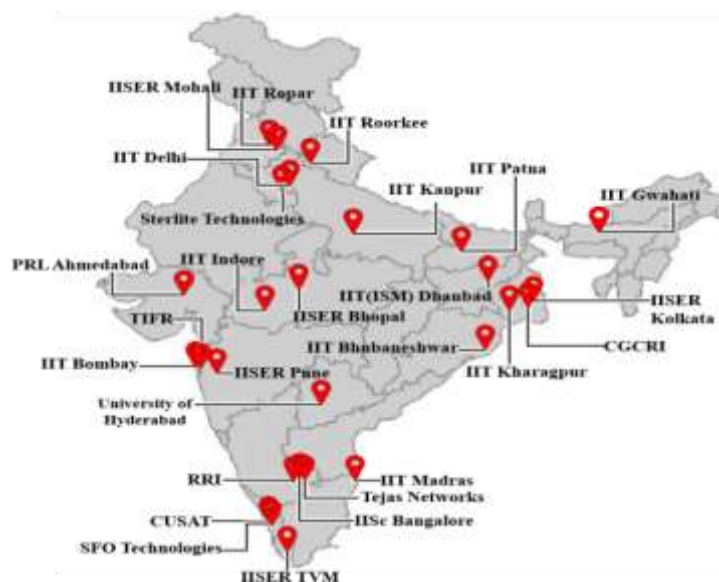 IISER Mohali
IIT Ropar
IIT Roorkee
IIT Delhi
IIT Patna
IIT Kanpur
IIT Gwahati
Sterlite Technologies
IIT Indore
PRL Ahmedabad
IIT(ISM) Dhanbad
IISER
Kolkata
IISER Bhopal
TIFR
IIT Bhubaneshwar
CGCRI
IIT Bombay
IISER Pune
IIT Kharagpur
University of
Hyderabad
RRI
IIT Madras
Tejas Networks
CUSAT
IISc Bangalore
SFO Technologies
IISER TVM